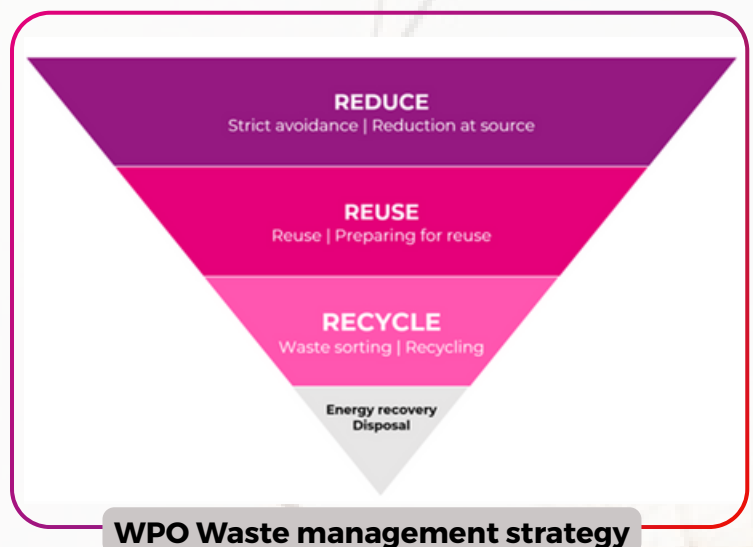 REDUCE
Strict avoidance | Reduction at source
REUSE
Reuse | Preparing for reuse
RECYCLE
Waste sorting | Recycling
Energy recovery
Disposal
WPO Waste management strategy